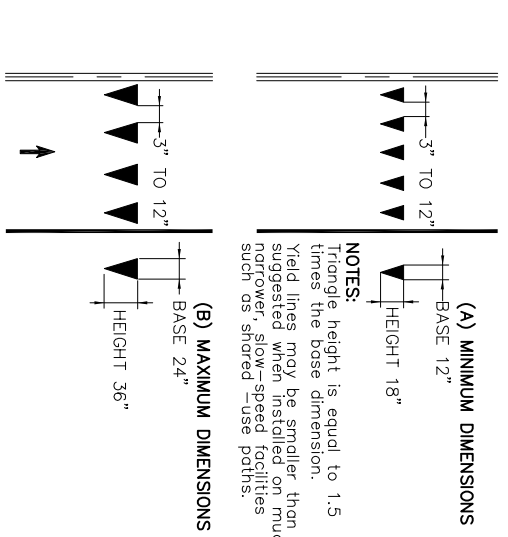 3" TO 12"
(A) MINIMUM DIMENSIONS
BASE 12"
HEIGHT 18"
NOTES:
Triangle height is equal to 1.5
times the base dimension.
Yield lines may be smaller than
suggested when installed on
narrower, slow-speed facilities
such as shared-use paths.
3" TO 12"
(B) MAXIMUM DIMENSIONS
BASE 24"
HEIGHT 36"